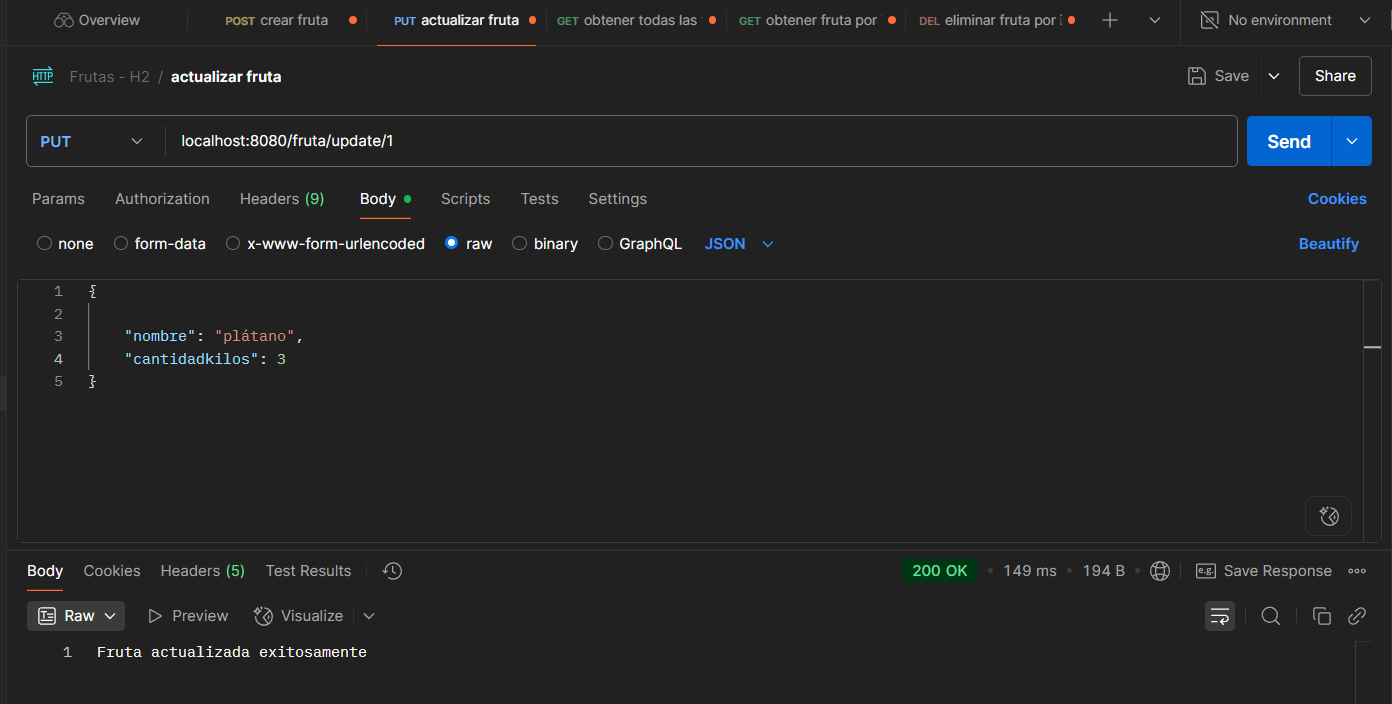 Overview POST crear fruta PUT actualizar fruta GET obtener todas las GET obtener fruta por DEL eliminar fruta por No environment
HTTP Frutas - H2 / actualizar fruta Save Share
PUT localhost:8080/fruta/update/1 Send
Params Authorization Headers (9) Body Scripts Tests Settings Cookies
none form-data x-www-form-urlencoded raw binary GraphQL JSON Beautify
1 {
2
3 "nombre": "plátano",
4 "cantidadkilos": 3
5 }
Body Cookies Headers (5) Test Results 200 OK • 149 ms • 194 B • e.g. Save Response
Raw Preview Visualize
1 Fruta actualizada exitosamente